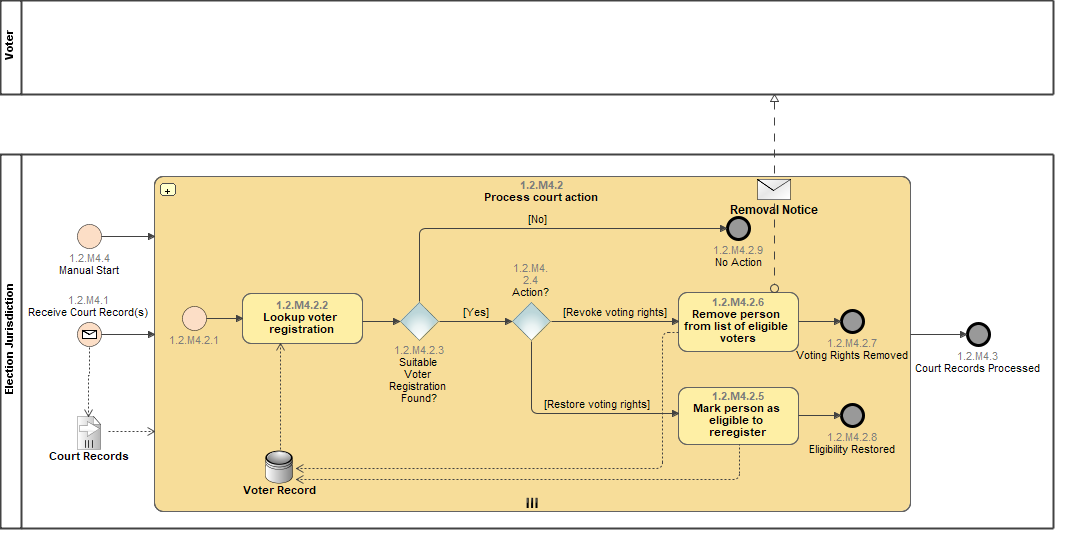 Voter
Election Jurisdiction
1.2.M4.2
Process court action
Removal Notice
[No]
1.2.M4.9
No Action
1.2.M4.4
Manual Start
1.2.M4.1
Receive Court Record(s)
1.2.M4.2.1
1.2.M4.2.2
Lookup voter
registration
1.2.M4.2.3
Suitable
Voter
Registration
Found?
[Yes]
1.2.M4.
2.4
Action?
[Revoke voting rights]
1.2.M4.2.6
Remove person
from list of eligible
voters
1.2.M4.2.7
Voting Rights Removed
1.2.M4.3
Court Records Processed
[Restore voting rights]
1.2.M4.2.5
Mark person as
eligible to
reregister
1.2.M4.2.8
Eligibility Restored
Court Records
Voter Record